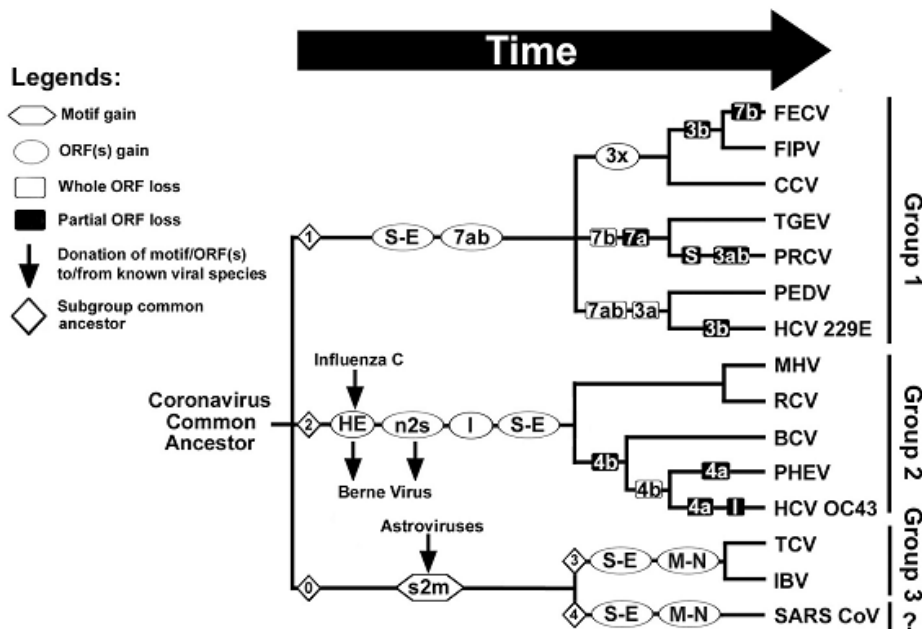 Time
Legends:
Motif gain
ORF(s) gain
Whole ORF loss
Partial ORF loss
Donation of motif/ORF(s)
to/from known viral species
Subgroup common
ancestor
Coronavirus
Common
Ancestor
1
S-E
7ab
3x
3b
7b
FECV
FIPV
CCV
7b
7a
TGEV
S
3ab
PRCV
7ab
3a
PEDV
3b
HCV 229E
Group 1
Influenza C
2
HE
n2s
I
S-E
Berne Virus
MHV
RCV
4b
BCV
4b
4a
PHEV
4a
I
HCV OC43
Group 2
Astroviruses
0
s2m
3
S-E
M-N
TCV
IBV
Group 3
4
S-E
M-N
SARS CoV
?